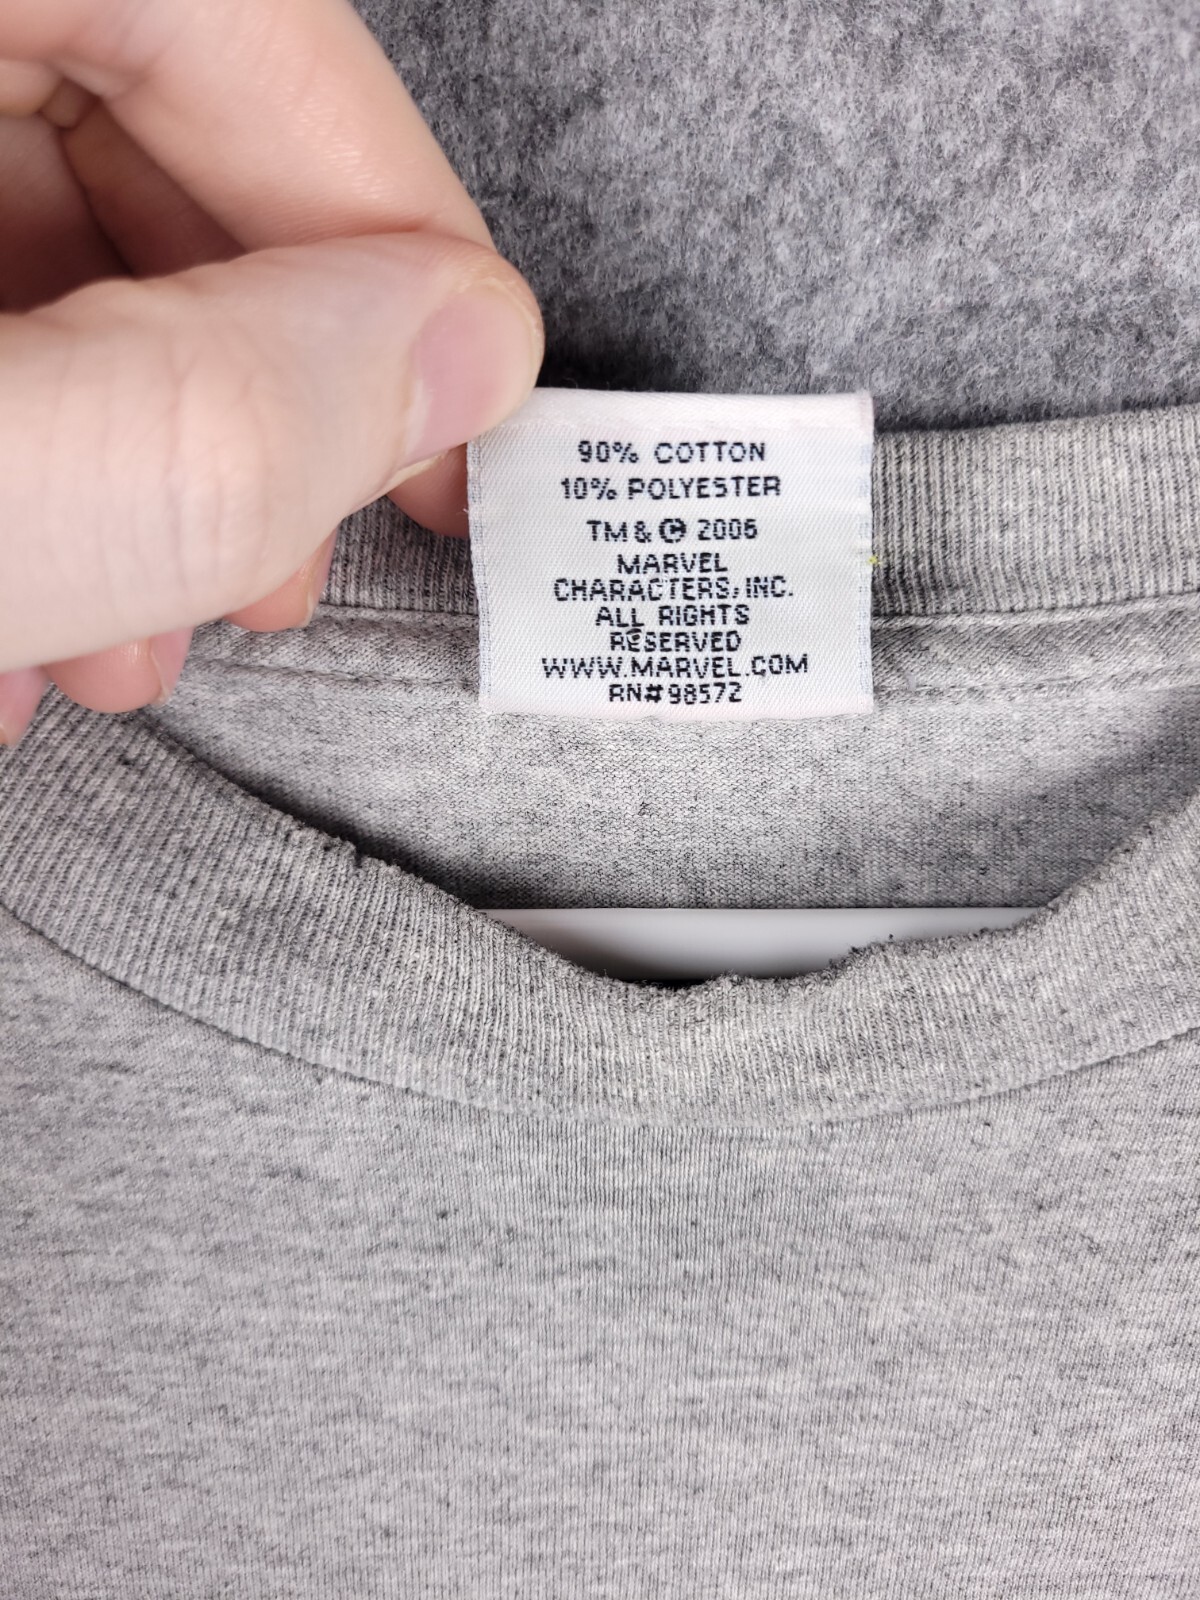 90% COTTON
10% POLYESTER
TM & © 2006
MARVEL
CHARACTERS, INC.
ALL RIGHTS
RESERVED
WWW.MARVEL.COM
RN# 98572